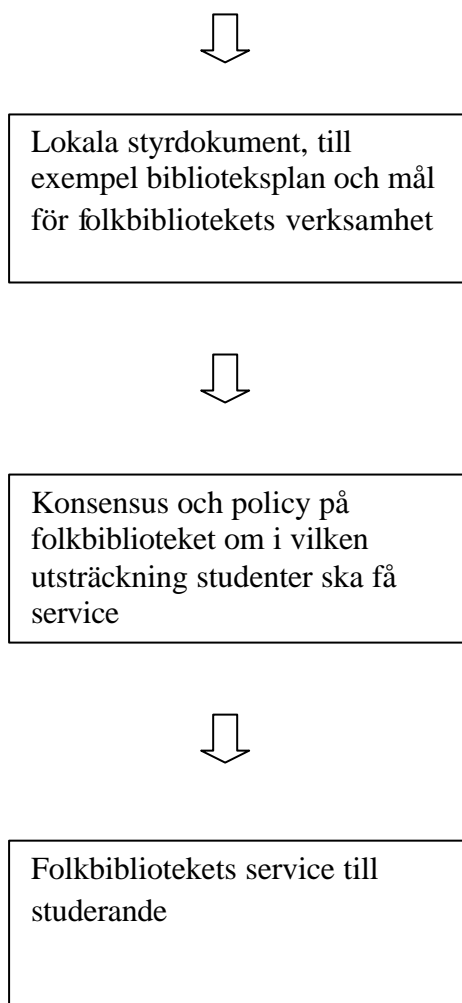 Lokala styrdokument, till
exempel biblioteksplan och mål
för folkbibliotekets verksamhet
Konsensus och policy på
folkbiblioteket om i vilken
utsträckning studenter ska få
service
Folkbibliotekets service till
studerande